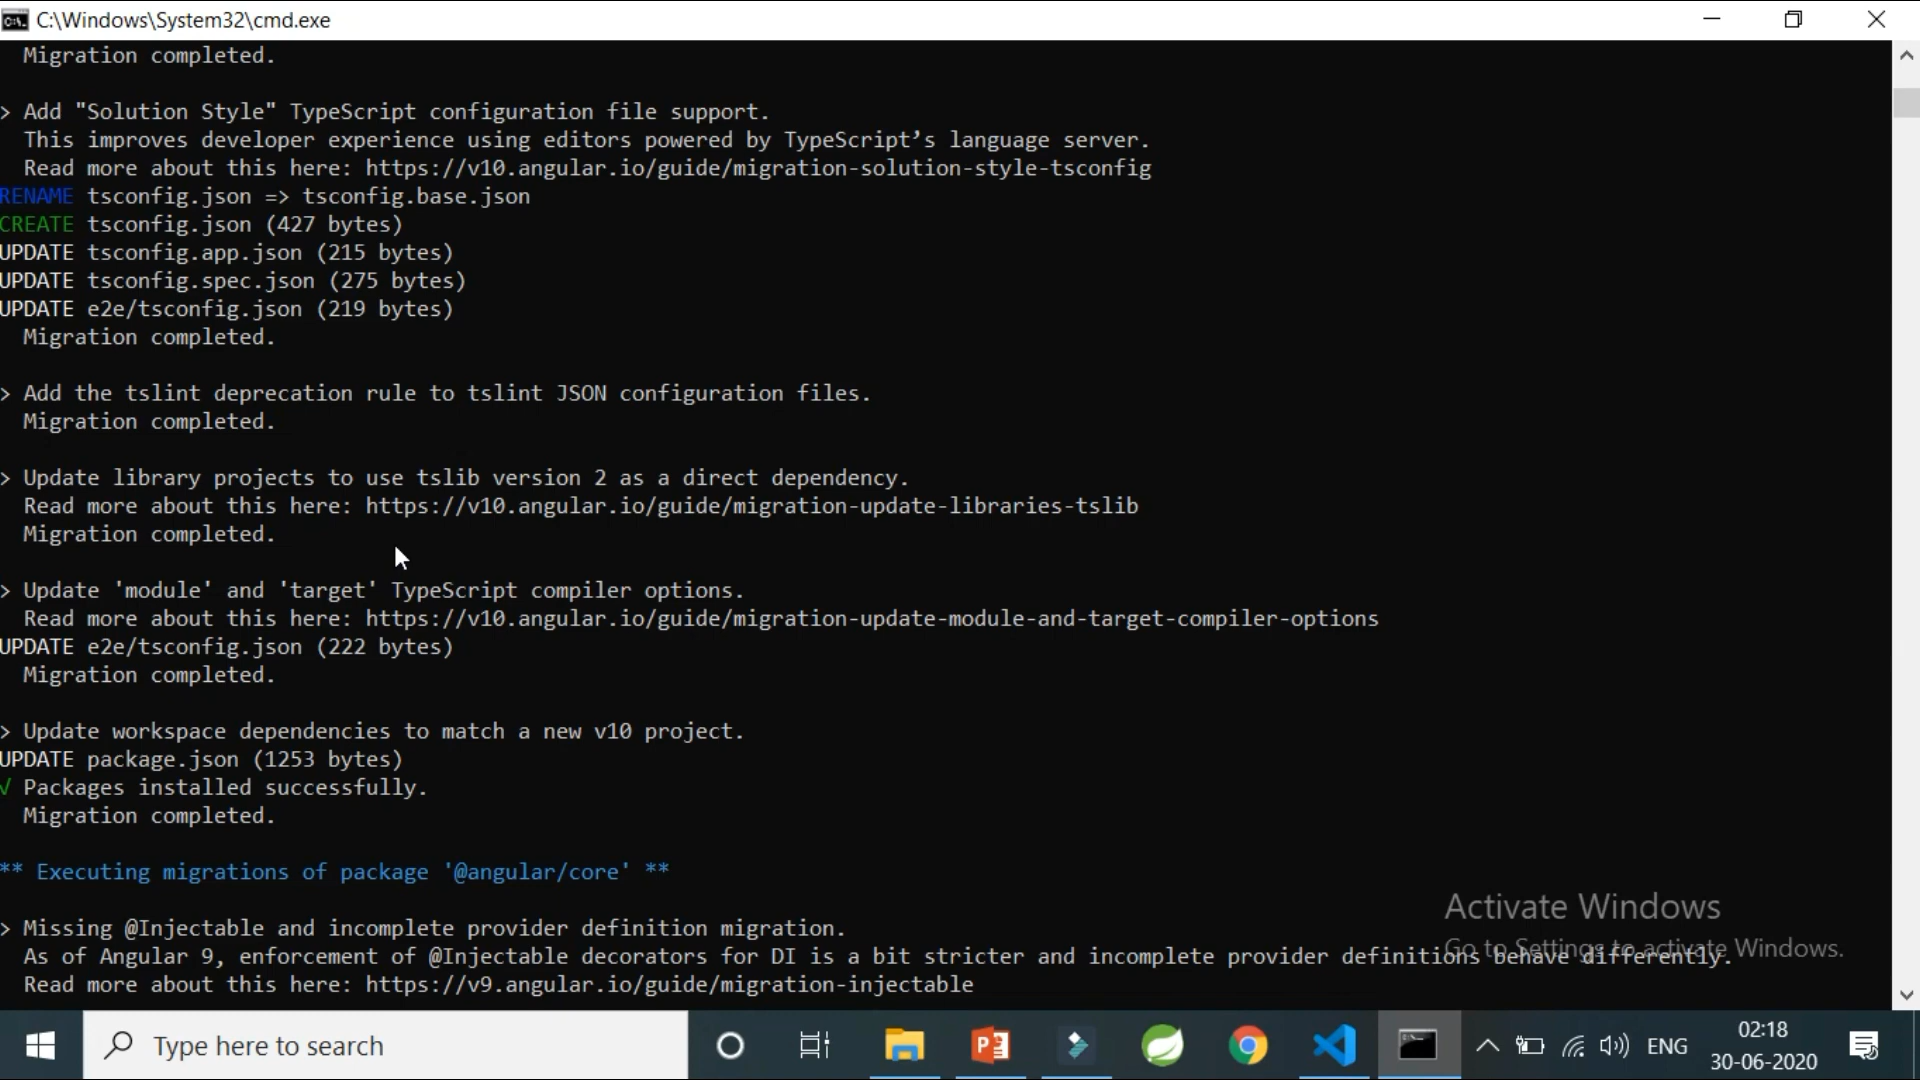 C:\Windows\System32\cmd.exe
Migration completed.
> Add "Solution Style" TypeScript configuration file support.
This improves developer experience using editors powered by TypeScript’s language server.
Read more about this here: https://v10.angular.io/guide/migration-solution-style-tsconfig
RENAME tsconfig.json => tsconfig.base.json
CREATE tsconfig.json (427 bytes)
UPDATE tsconfig.app.json (215 bytes)
UPDATE tsconfig.spec.json (275 bytes)
UPDATE e2e/tsconfig.json (219 bytes)
Migration completed.
> Add the tslint deprecation rule to tslint JSON configuration files.
Migration completed.
> Update library projects to use tslib version 2 as a direct dependency.
Read more about this here: https://v10.angular.io/guide/migration-update-libraries-tslib
Migration completed.
> Update 'module' and 'target' TypeScript compiler options.
Read more about this here: https://v10.angular.io/guide/migration-update-module-and-target-compiler-options
UPDATE e2e/tsconfig.json (222 bytes)
Migration completed.
> Update workspace dependencies to match a new v10 project.
UPDATE package.json (1253 bytes)
√ Packages installed successfully.
Migration completed.
** Executing migrations of package '@angular/core' **
> Missing @Injectable and incomplete provider definition migration.
As of Angular 9, enforcement of @Injectable decorators for DI is a bit stricter and incomplete provider definitions behave differently.
Read more about this here: https://v9.angular.io/guide/migration-injectable
Activate Windows
Go to Settings to activate Windows.
Type here to search
ENG
02:18
30-06-2020